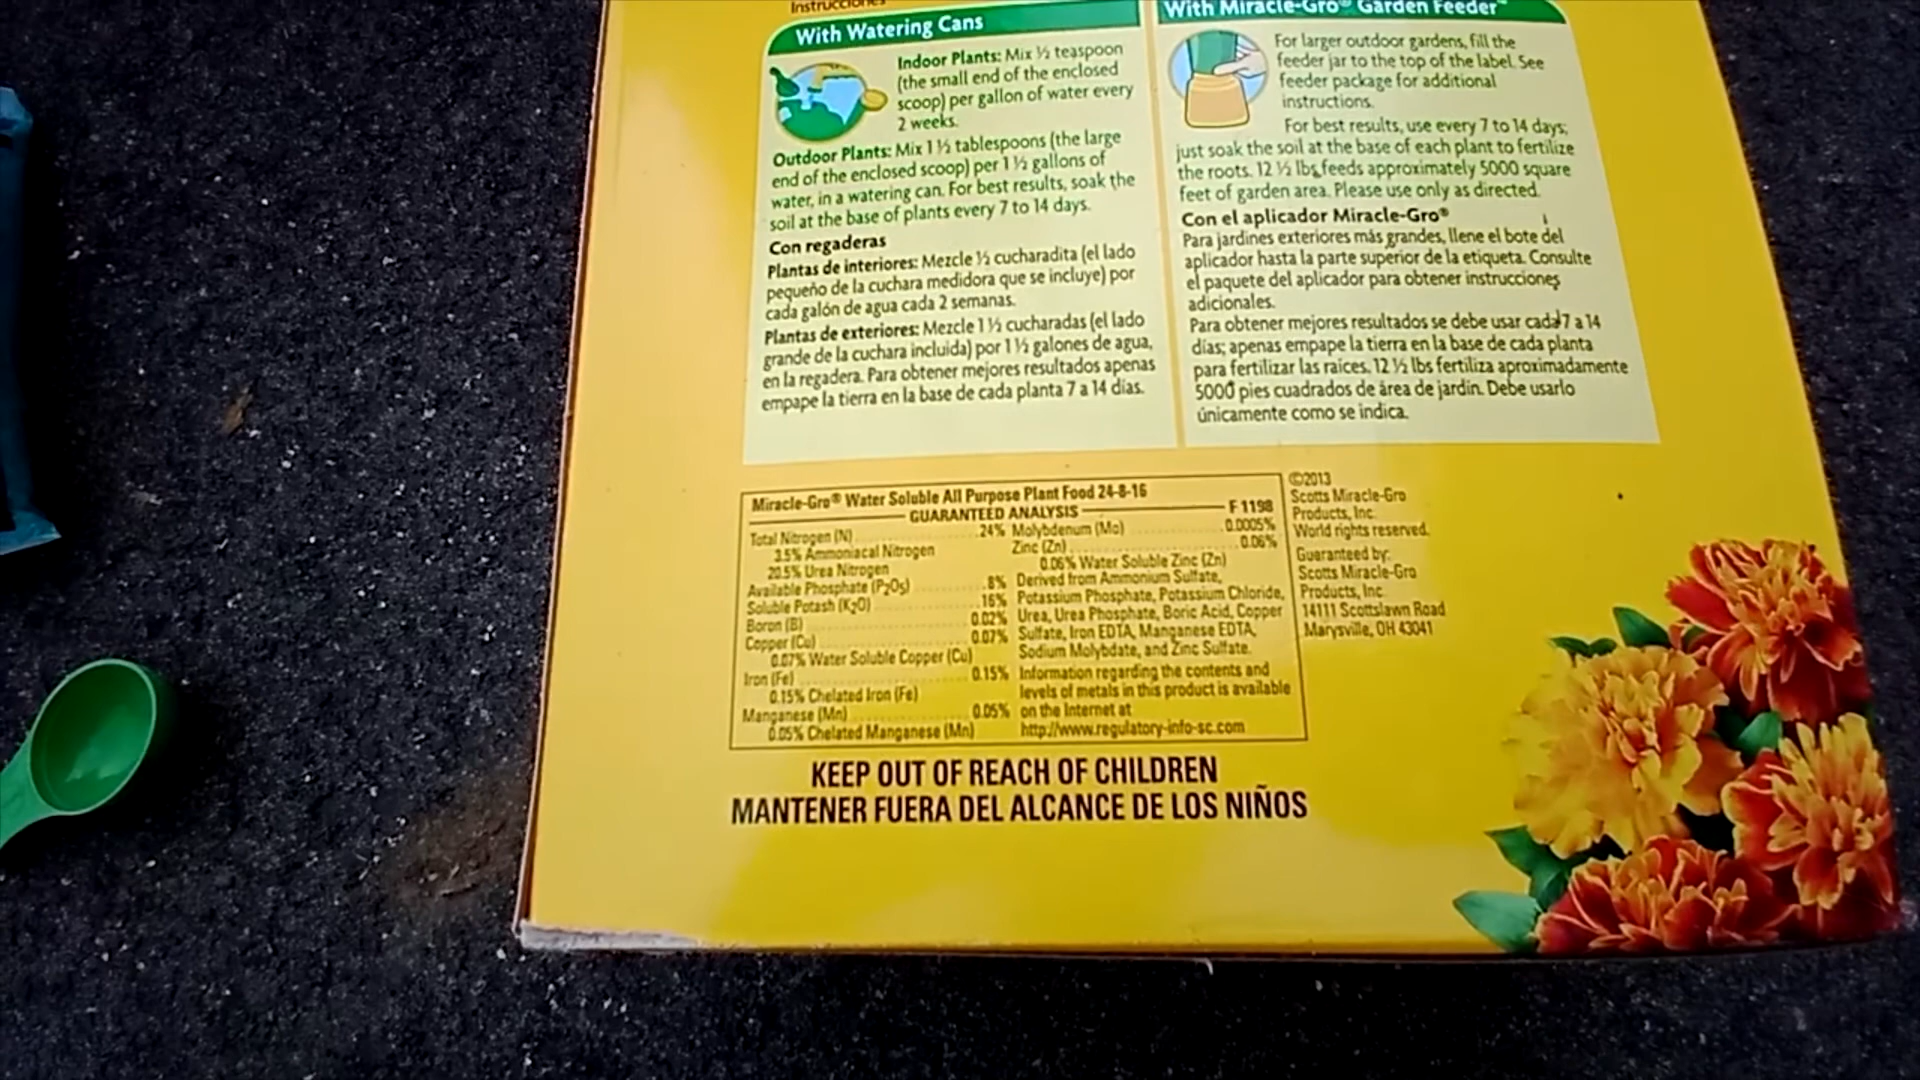 Instrucciones
With Watering Cans
Indoor Plants: Mix ½ teaspoon
(the small end of the enclosed
scoop) per gallon of water every
2 weeks.
Outdoor Plants: Mix 1 ½ tablespoons (the large
end of the enclosed scoop) per 1 ½ gallons of
water, in a watering can. For best results, soak the
soil at the base of plants every 7 to 14 days.
Con regaderas
Plantas de interiores: Mezcle ½ cucharadita (el lado
pequeño de la cuchara medidora que se incluye) por
cada galón de agua cada 2 semanas.
Plantas de exteriores: Mezcle 1 ½ cucharadas (el lado
grande de la cuchara incluida) por 1 ½ galones de agua,
en la regadera. Para obtener mejores resultados apenas
empape la tierra en la base de cada planta 7 a 14 días.
With Miracle-Gro® Garden Feeder™
For larger outdoor gardens, fill the
feeder jar to the top of the label. See
feeder package for additional
instructions.
For best results, use every 7 to 14 days;
just soak the soil at the base of each plant to fertilize
the roots. 12 ½ lbs feeds approximately 5000 square
feet of garden area. Please use only as directed.
Con el aplicador Miracle-Gro®
Para jardines exteriores más grandes, llene el bote del
aplicador hasta la parte superior de la etiqueta. Consulte
el paquete del aplicador para obtener instrucciones
adicionales.
Para obtener mejores resultados se debe usar cada 7 a 14
días; apenas empape la tierra en la base de cada planta
para fertilizar las raíces. 12 ½ lbs fertiliza aproximadamente
5000 pies cuadrados de área de jardín. Debe usarlo
únicamente como se indica.
Miracle-Gro® Water Soluble All Purpose Plant Food 24-8-16
GUARANTEED ANALYSIS F 1198
Total Nitrogen (N) 24%
3.5% Ammoniacal Nitrogen
20.5% Urea Nitrogen
Available Phosphate (P2O5) 8%
Soluble Potash (K2O) 16%
Boron (B) 0.02%
Copper (Cu) 0.07%
0.07% Water Soluble Copper (Cu)
Iron (Fe) 0.15%
0.15% Chelated Iron (Fe)
Manganese (Mn) 0.05%
0.05% Chelated Manganese (Mn)
Molybdenum (Mo) 0.0005%
Zinc (Zn) 0.06%
0.06% Water Soluble Zinc (Zn)
Derived from Ammonium Sulfate,
Potassium Phosphate, Potassium Chloride,
Urea, Urea Phosphate, Boric Acid, Copper
Sulfate, Iron EDTA, Manganese EDTA,
Sodium Molybdate, and Zinc Sulfate.
Information regarding the contents and
levels of metals in this product is available
on the Internet at
http://www.regulatory-info-sc.com
©2013
Scotts Miracle-Gro
Products, Inc.
World rights reserved.
Guaranteed by:
Scotts Miracle-Gro
Products, Inc.
14111 Scottslawn Road
Marysville, OH 43041
KEEP OUT OF REACH OF CHILDREN
MANTENER FUERA DEL ALCANCE DE LOS NIÑOS